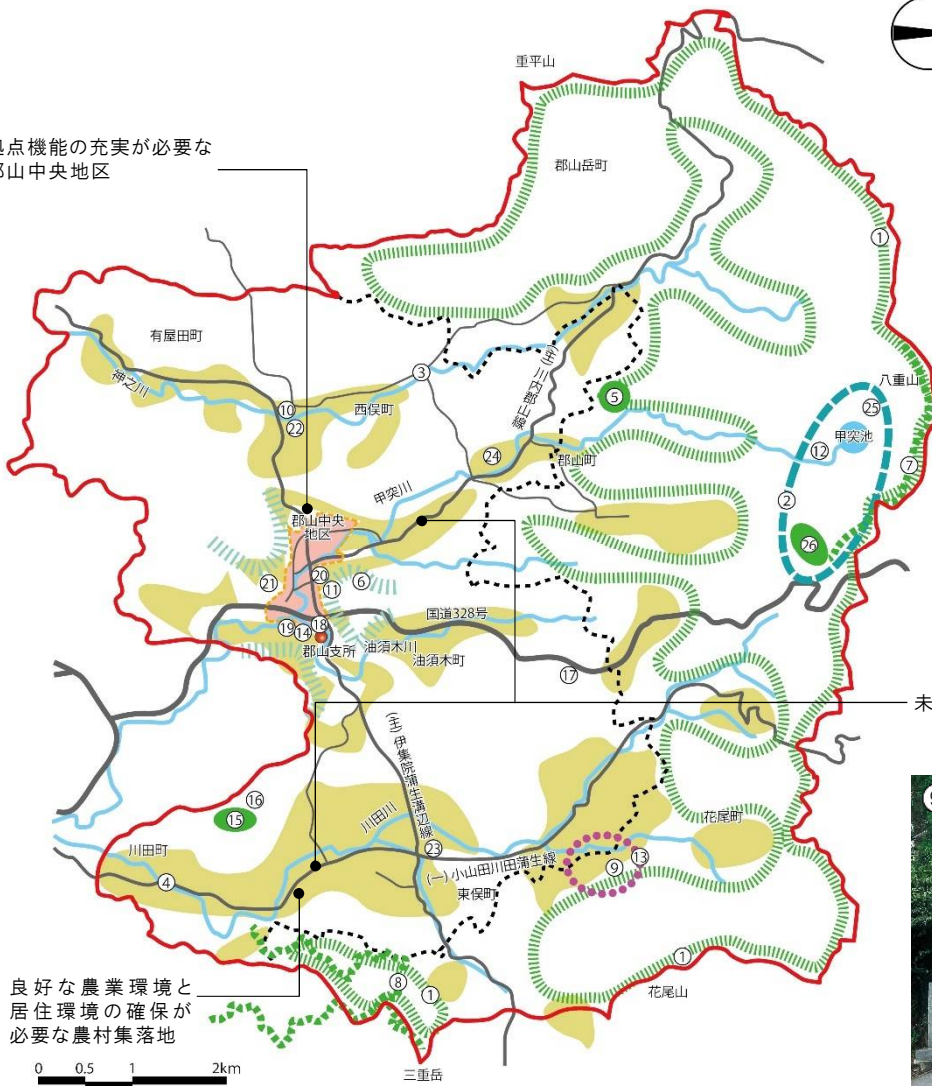 重平山
点機能の充実が必要な
山中央地区
郡山岳町
①
有屋田町
八重山
神之川
③
(主)川内郡山線
⑤
㉕
⑩
西俣町
甲突池
㉒
⑫
㉔
郡山町
⑦
甲突川
②
郡山中央
地区
㉖
⑳
⑥
㉑
⑪
国道328号
⑲
⑭
⑱
郡山支所
油須木川
油須木町
⑰
未
(主)伊集院蒲生溝辺線
⑯
⑮
川田川
花尾町
川田町
㉓
(一)小山田川田蒲生線
⑬
⑨
④
東俣町
①
⑧
①
花尾山
良好な農業環境と
居住環境の確保が
必要な農村集落地
0 0.5 1 2km
三重岳